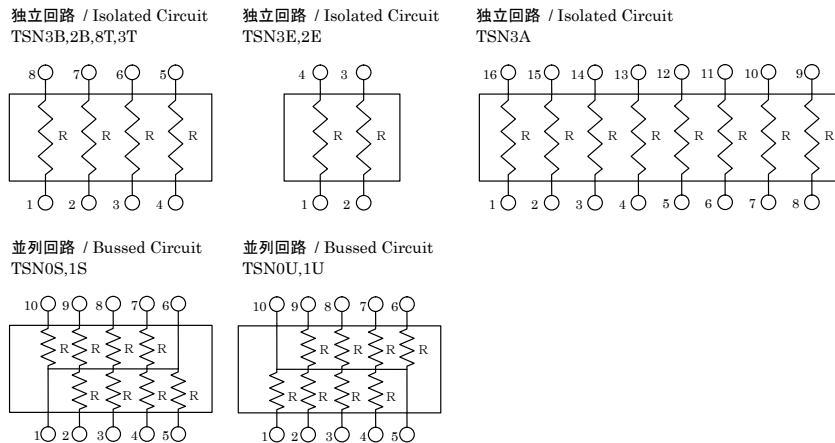 独立回路 / Isolated Circuit
TSN3B,2B,8T,3T
8 7 6 5
R R R R
1 2 3 4
独立回路 / Isolated Circuit
TSN3E,2E
4 3
R R
1 2
独立回路 / Isolated Circuit
TSN3A
16 15 14 13 12 11 10 9
R R R R R R R R
1 2 3 4 5 6 7 8
並列回路 / Bussed Circuit
TSN0S,1S
10 9 8 7 6
R R R R
R R R R
1 2 3 4 5
並列回路 / Bussed Circuit
TSN0U,1U
10 9 8 7 6
R R R R
R R R R
1 2 3 4 5